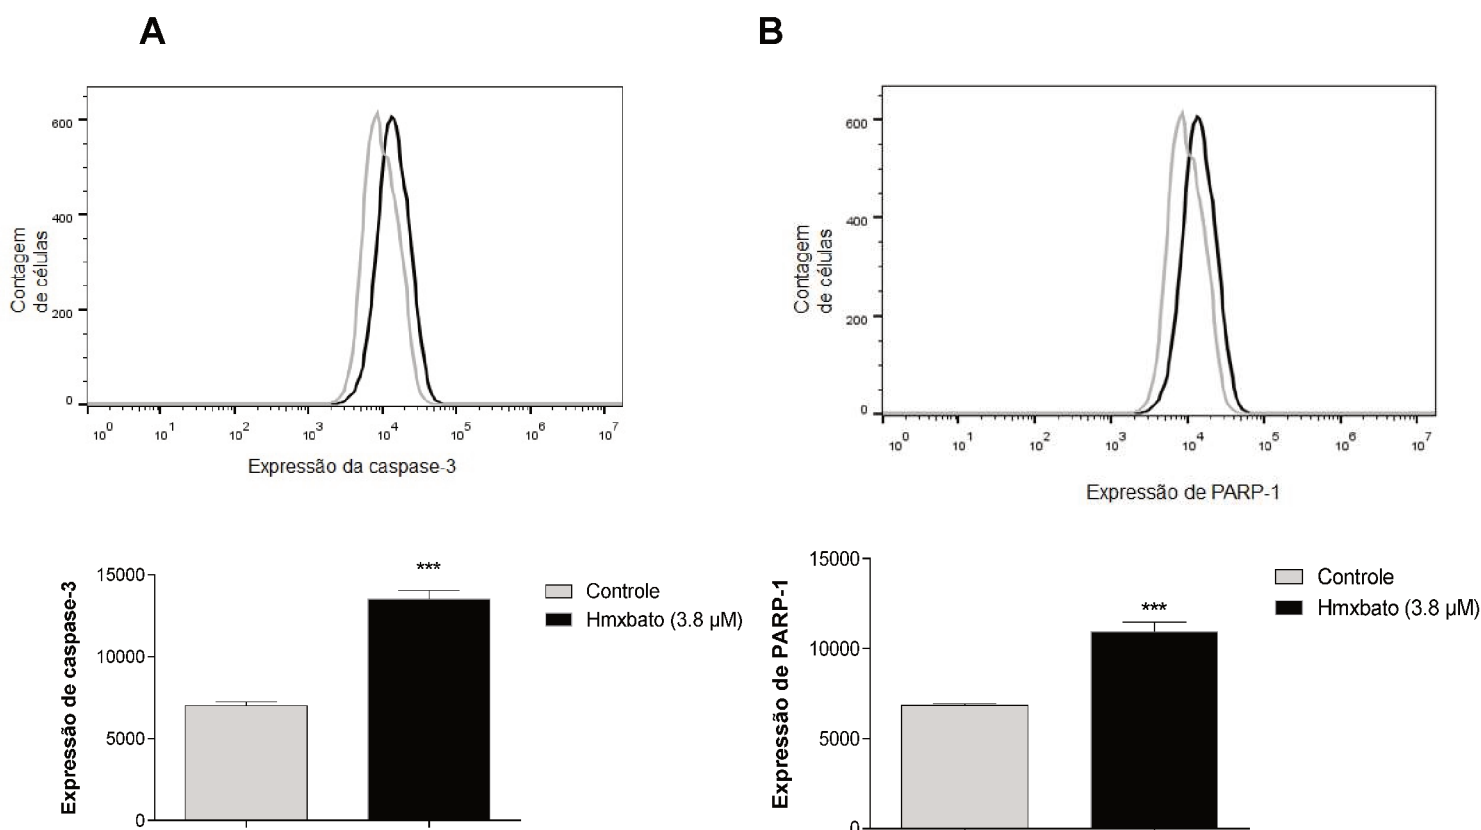 A
B
600
400
200
0
Contagem
de células
10^0 10^1 10^2 10^3 10^4 10^5 10^6 10^7
Expressão da caspase-3
600
400
200
0
Contagem
de células
10^0 10^1 10^2 10^3 10^4 10^5 10^6 10^7
Expressão de PARP-1
Expressão de caspase-3
15000
10000
5000
0
***
Controle
Hmxbato (3.8 µM)
Expressão de PARP-1
15000
10000
5000
0
***
Controle
Hmxbato (3.8 µM)